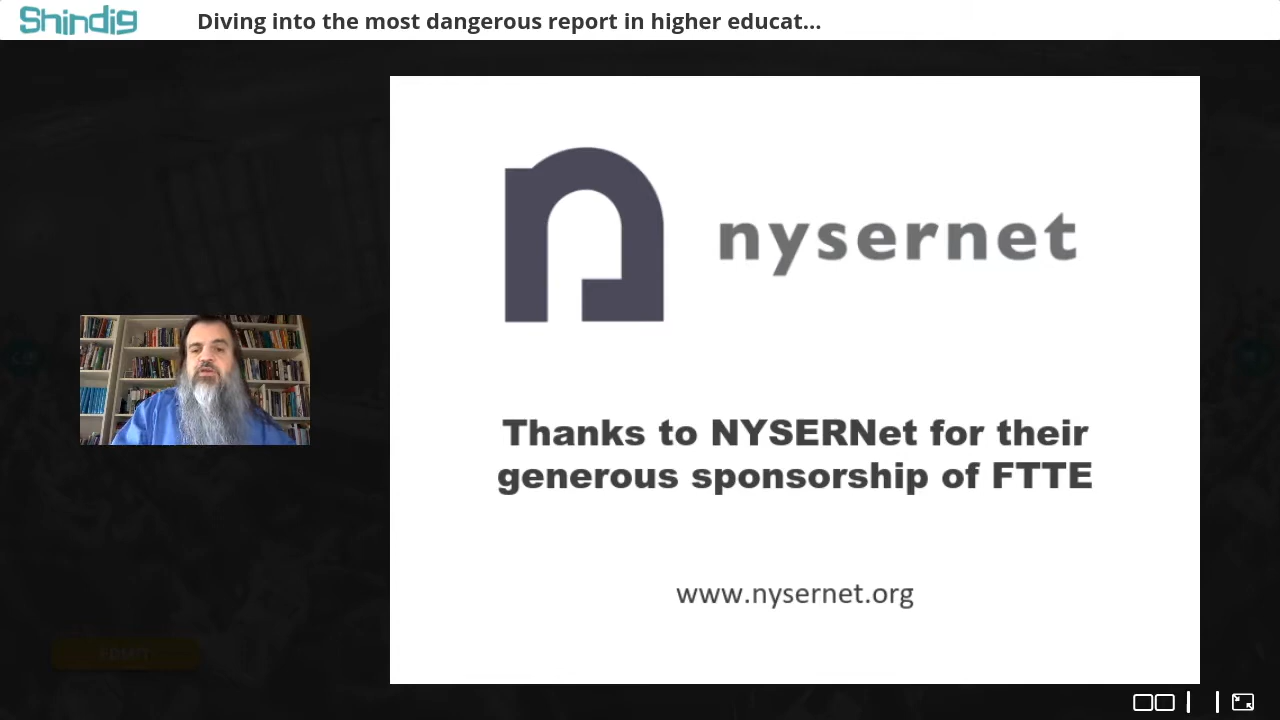 Shindig
Diving into the most dangerous report in higher educat...
nysernet
Thanks to NYSERNet for their
generous sponsorship of FTTE
www.nysernet.org